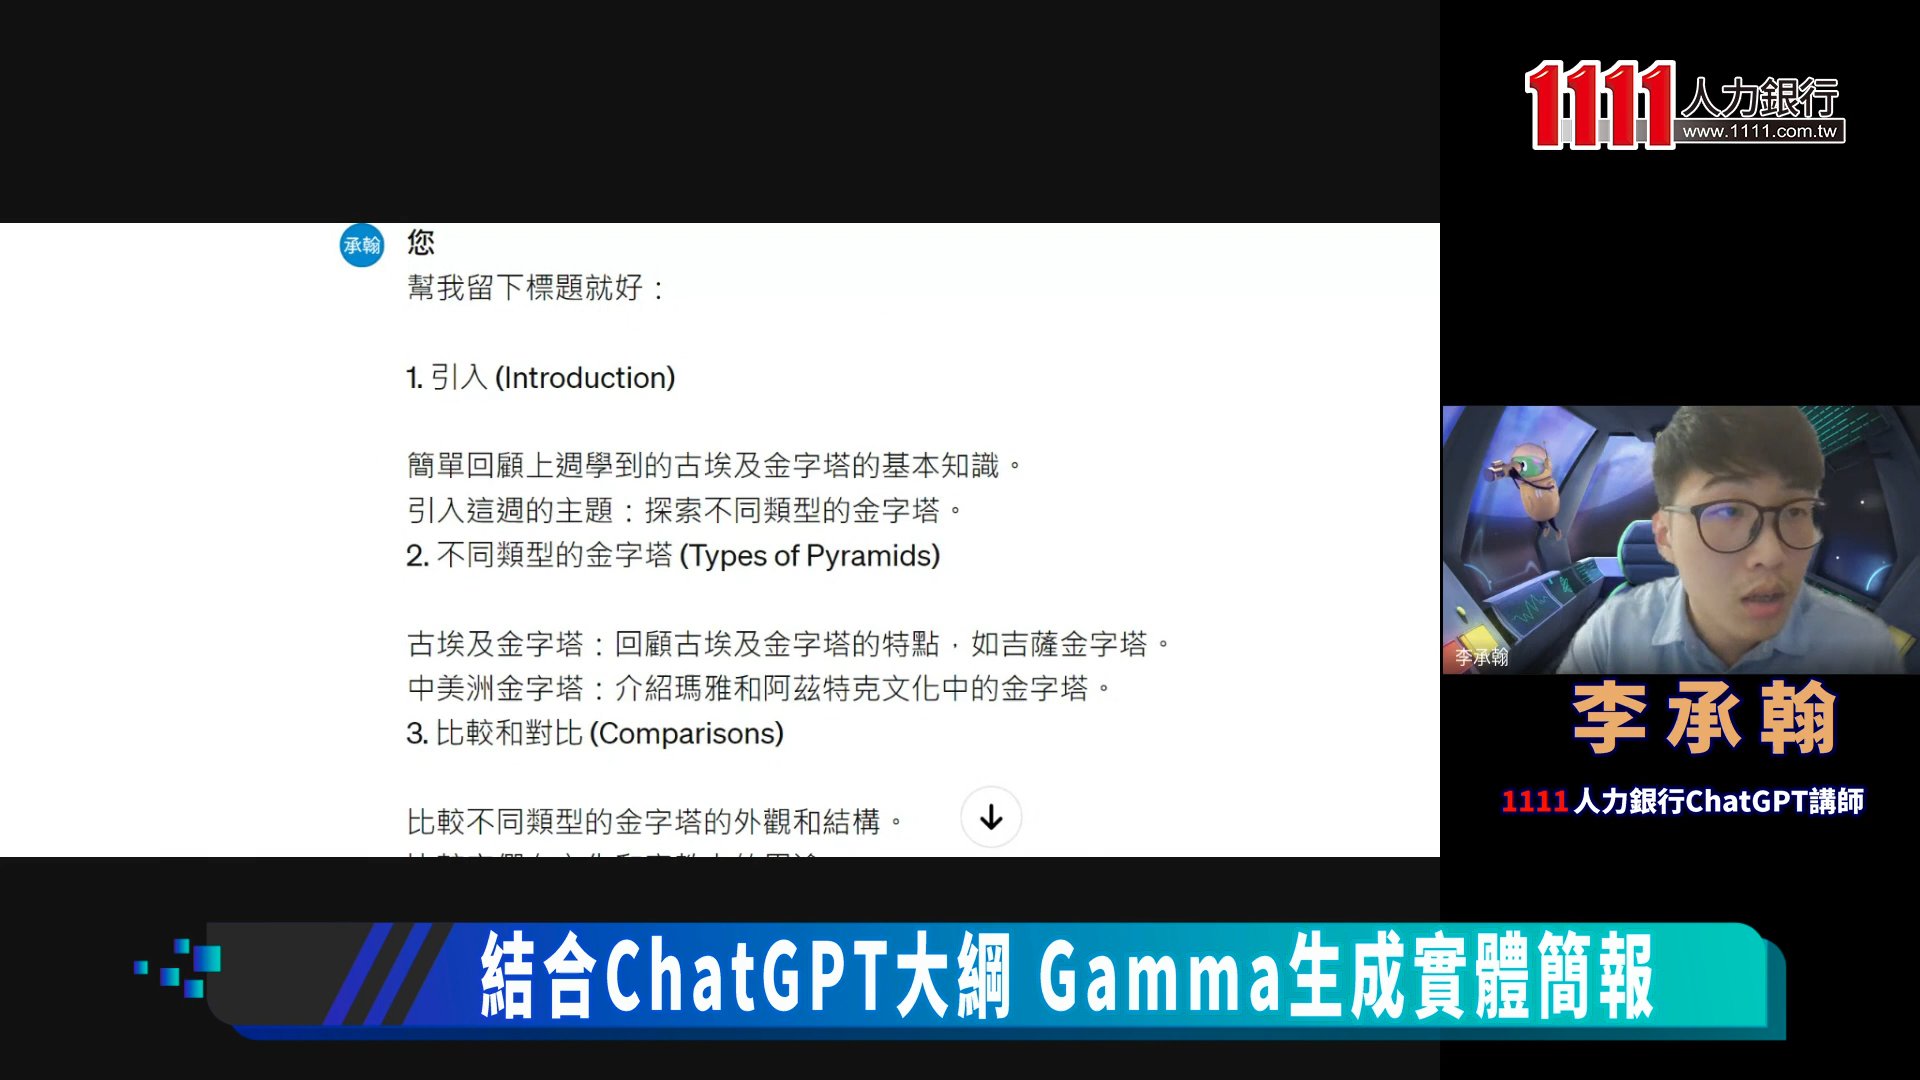 1111人力銀行
www.1111.com.tw
承翰
您
幫我留下標題就好：
1. 引入 (Introduction)
簡單回顧上週學到的古埃及金字塔的基本知識。
引入這週的主題：探索不同類型的金字塔。
2. 不同類型的金字塔 (Types of Pyramids)
古埃及金字塔：回顧古埃及金字塔的特點，如吉薩金字塔。
中美洲金字塔：介紹瑪雅和阿茲特克文化中的金字塔。
3. 比較和對比 (Comparisons)
比較不同類型的金字塔的外觀和結構。
李承翰
李承翰
1111人力銀行ChatGPT講師
結合ChatGPT大綱 Gamma生成實體簡報